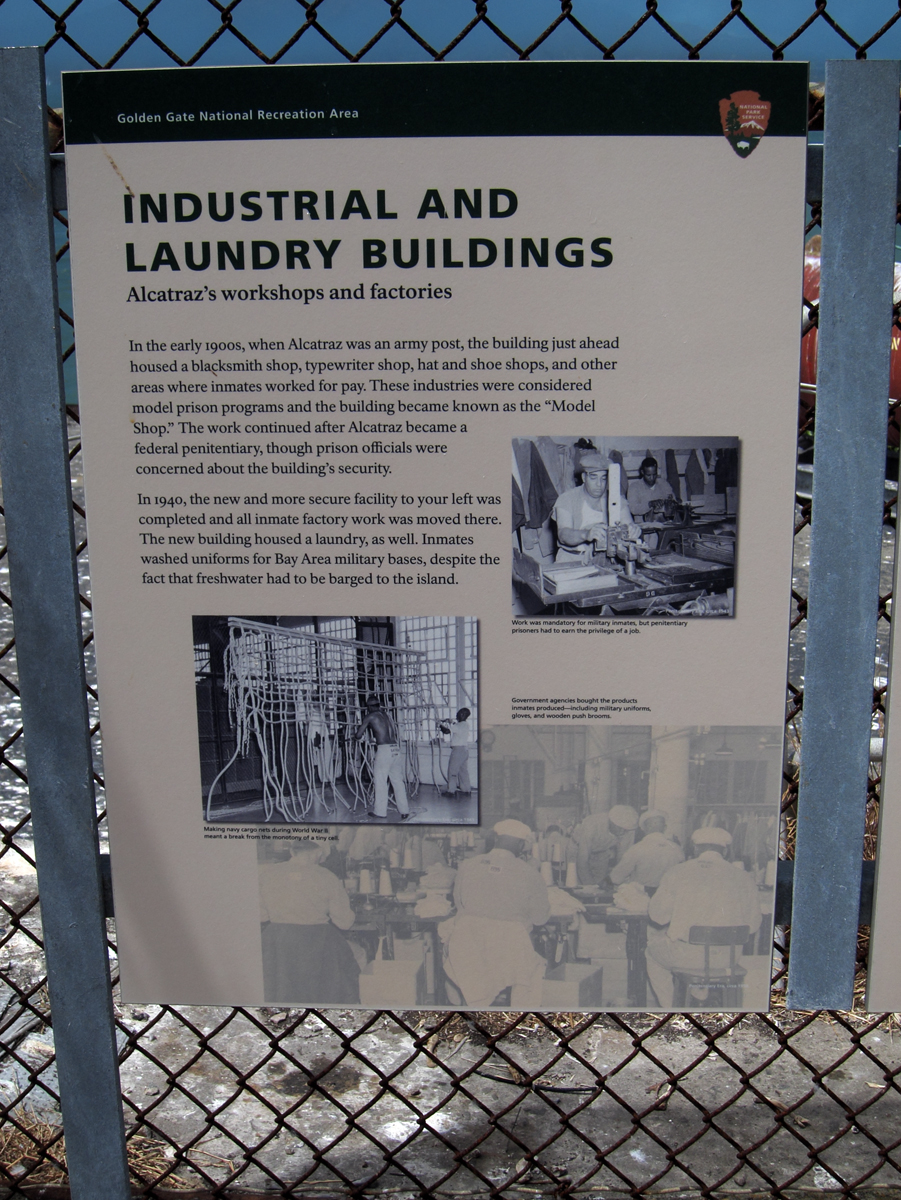 Golden Gate National Recreation Area
NATIONAL
PARK
SERVICE
INDUSTRIAL AND
LAUNDRY BUILDINGS
Alcatraz's workshops and factories
In the early 1900s, when Alcatraz was an army post, the building just ahead
housed a blacksmith shop, typewriter shop, hat and shoe shops, and other
areas where inmates worked for pay. These industries were considered
model prison programs and the building became known as the “Model
Shop.” The work continued after Alcatraz became a
federal penitentiary, though prison officials were
concerned about the building's security.
In 1940, the new and more secure facility to your left was
completed and all inmate factory work was moved there.
The new building housed a laundry, as well. Inmates
washed uniforms for Bay Area military bases, despite the
fact that freshwater had to be barged to the island.
Work was mandatory for military inmates, but penitentiary
prisoners had to earn the privilege of a job.
Government agencies bought the products
inmates produced—including military uniforms,
gloves, and wooden push brooms.
Making navy cargo nets during World War II
meant a break from the monotony of a tiny cell.